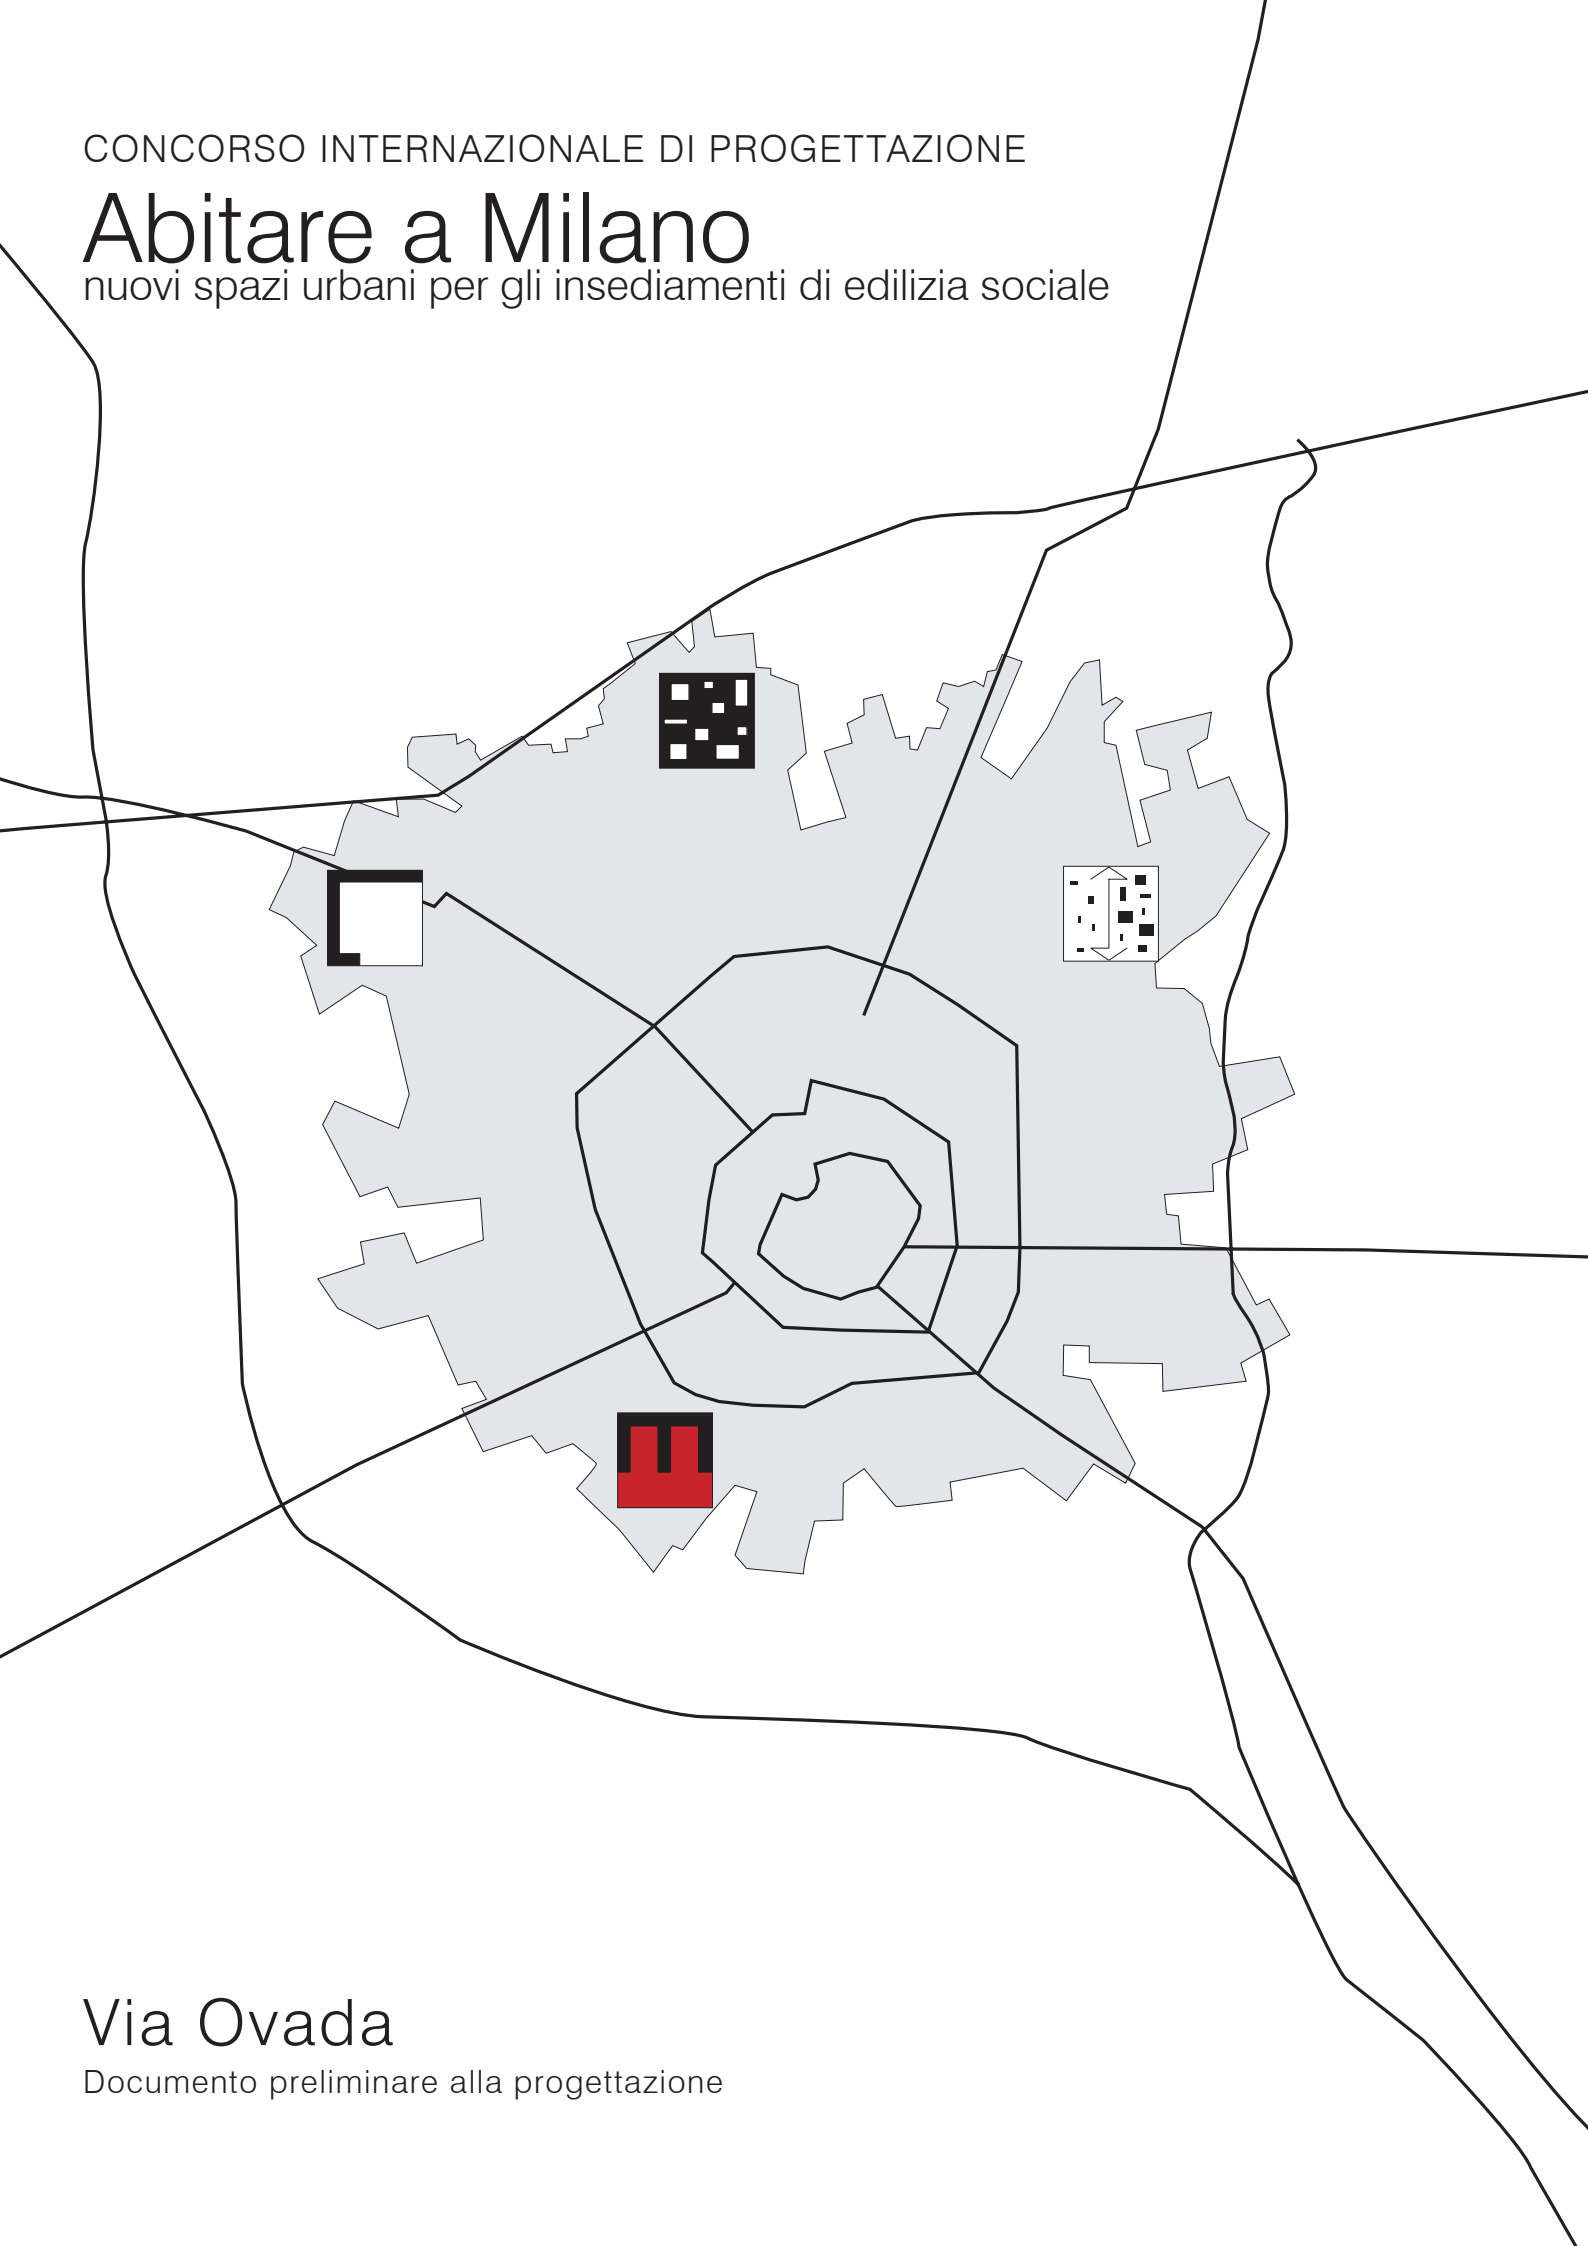 CONCORSO INTERNAZIONALE DI PROGETTAZIONE
Abitare a Milano
nuovi spazi urbani per gli insediamenti di edilizia sociale
Via Ovada
Documento preliminare alla progettazione